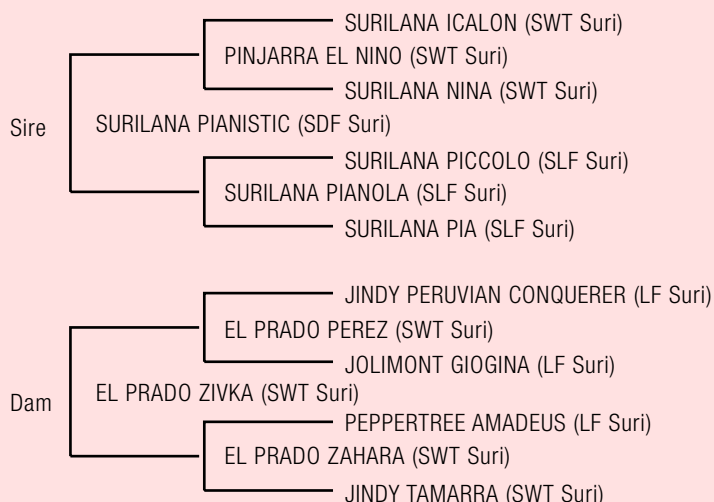 SURILANA ICALON (SWT Suri)
PINJARRA EL NINO (SWT Suri)
SURILANA NINA (SWT Suri)
Sire SURILANA PIANISTIC (SDF Suri)
SURILANA PICCOLO (SLF Suri)
SURILANA PIANOLA (SLF Suri)
SURILANA PIA (SLF Suri)
JINDY PERUVIAN CONQUERER (LF Suri)
EL PRADO PEREZ (SWT Suri)
JOLIMONT GIOGINA (LF Suri)
Dam EL PRADO ZIVKA (SWT Suri)
PEPPERTREE AMADEUS (LF Suri)
EL PRADO ZAHARA (SWT Suri)
JINDY TAMARRA (SWT Suri)